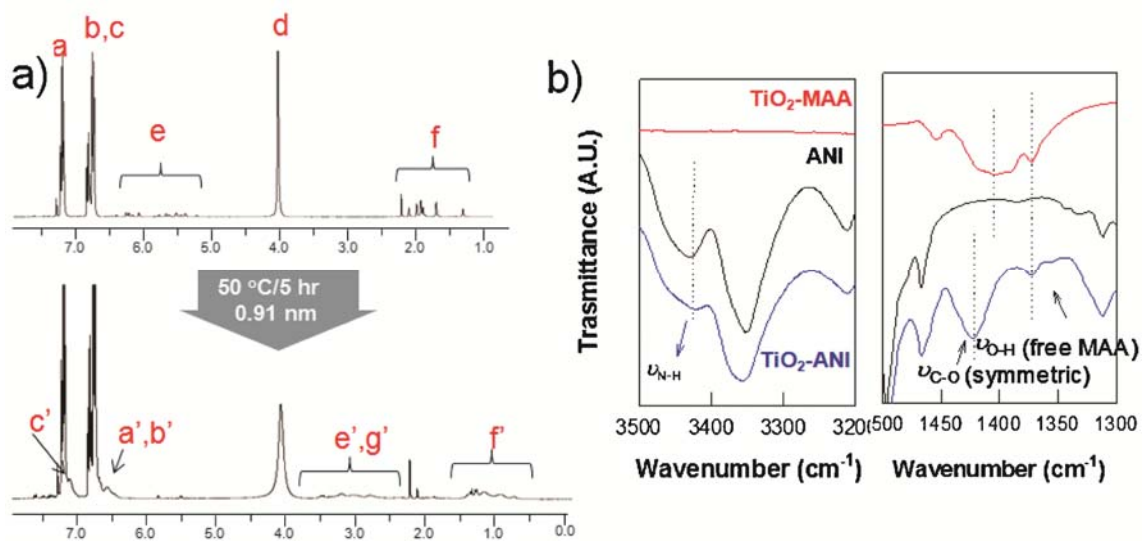 a)
a
b,c
d
e
f
7.0 6.0 5.0 4.0 3.0 2.0 1.0
50 °C/5 hr
0.91 nm
c'
a',b'
e',g'
f'
7.0 6.0 5.0 4.0 3.0 2.0 1.0 0.0
b)
Trasmittance (A.U.)
TiO2-MAA
ANI
υN-H
TiO2-ANI
υO-H (free MAA)
υC-O (symmetric)
3500 3400 3300 320
500 1450 1400 1350 1300
Wavenumber (cm-1)
Wavenumber (cm-1)